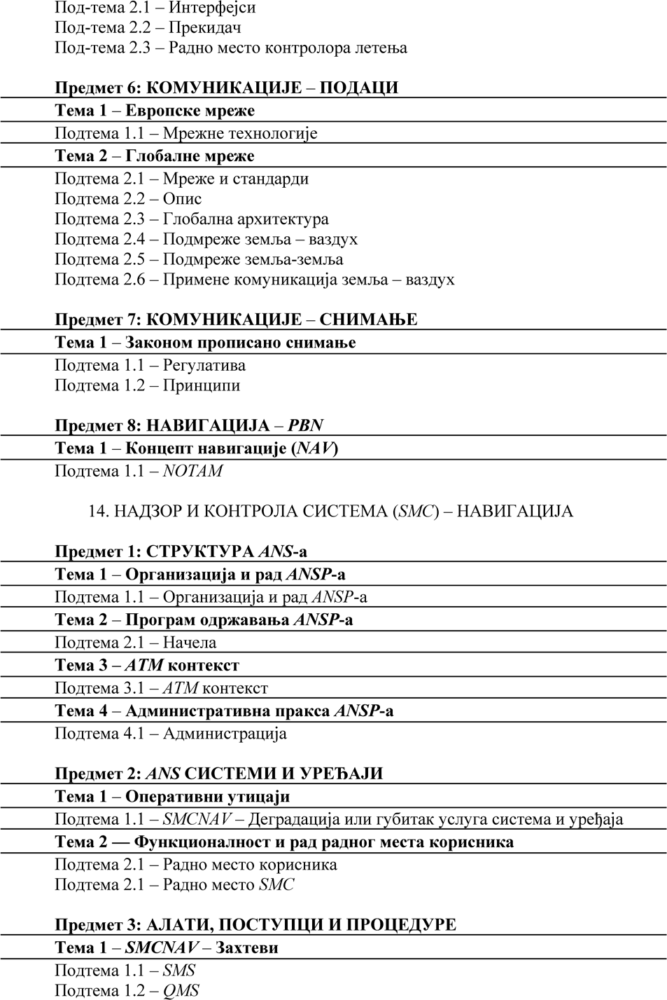 Под-тема 2.1 – Интерфејси
Под-тема 2.2 – Прекидач
Под-тема 2.3 – Радно место контролора летења
Предмет 6: КОМУНИКАЦИЈЕ – ПОДАЦИ
Тема 1 – Европске мреже
Подтема 1.1 – Мрежне технологије
Тема 2 – Глобалне мреже
Подтема 2.1 – Мреже и стандарди
Подтема 2.2 – Опис
Подтема 2.3 – Глобална архитектура
Подтема 2.4 – Подмреже земља – ваздух
Подтема 2.5 – Подмреже земља-земља
Подтема 2.6 – Примене комуникација земља – ваздух
Предмет 7: КОМУНИКАЦИЈЕ – СНИМАЊЕ
Тема 1 – Законом прописано снимање
Подтема 1.1 – Регулатива
Подтема 1.2 – Принципи
Предмет 8: НАВИГАЦИЈА – PBN
Тема 1 – Концепт навигације (NAV)
Подтема 1.1 – NOTAM
14. НАДЗОР И КОНТРОЛА СИСТЕМА (SMC) – НАВИГАЦИЈА
Предмет 1: СТРУКТУРА ANS-а
Тема 1 – Организација и рад ANSP-а
Подтема 1.1 – Организација и рад ANSP-а
Тема 2 – Програм одржавања ANSP-а
Подтема 2.1 – Начела
Тема 3 – ATM контекст
Подтема 3.1 – ATM контекст
Тема 4 – Административна пракса ANSP-а
Подтема 4.1 – Администрација
Предмет 2: ANS СИСТЕМИ И УРЕЂАЈИ
Тема 1 – Оперативни утицаји
Подтема 1.1 – SMCNAV – Деградација или губитак услуга система и уређаја
Тема 2 — Функционалност и рад радног места корисника
Подтема 2.1 – Радно место корисника
Подтема 2.1 – Радно место SMC
Предмет 3: АЛАТИ, ПОСТУПЦИ И ПРОЦЕДУРЕ
Тема 1 – SMCNAV – Захтеви
Подтема 1.1 – SMS
Подтема 1.2 – QMS